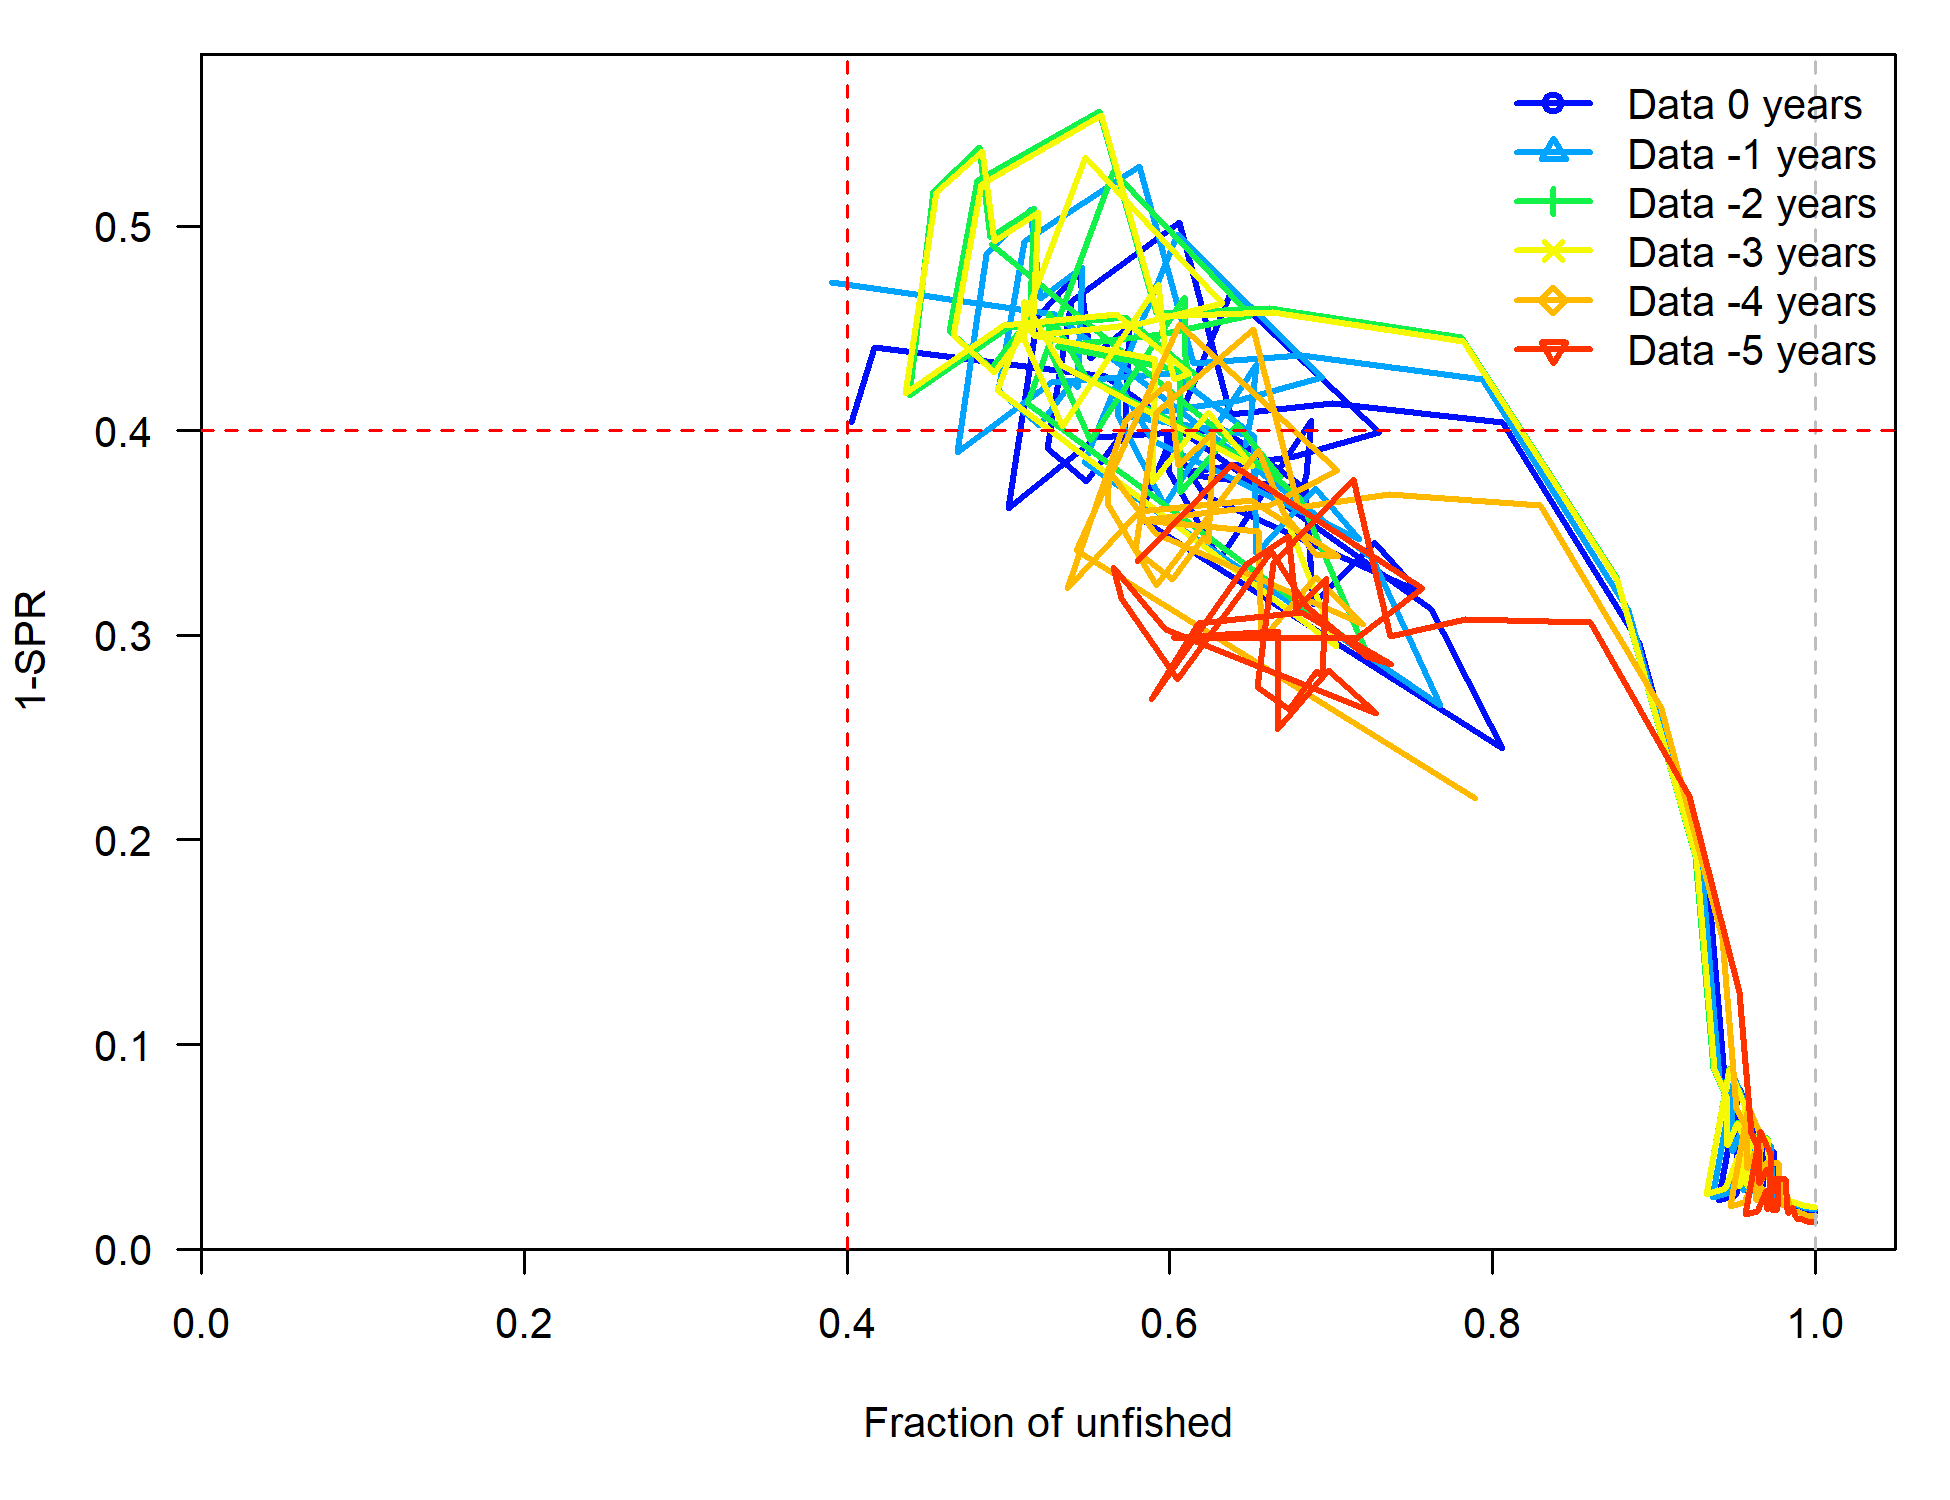 Data 0 years
Data -1 years
Data -2 years
Data -3 years
Data -4 years
Data -5 years
1-SPR
0.5
0.4
0.3
0.2
0.1
0.0
0.0 0.2 0.4 0.6 0.8 1.0
Fraction of unfished